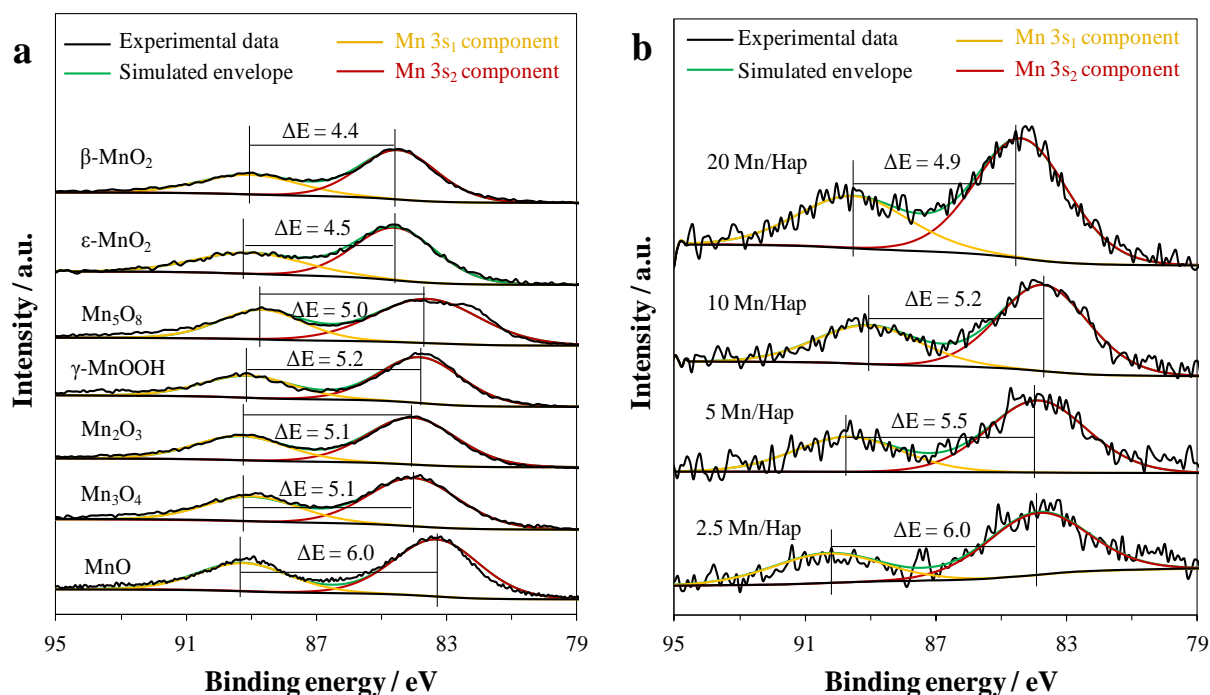 a
Experimental data
Mn 3s₁ component
Simulated envelope
Mn 3s₂ component
β-MnO₂
ΔE = 4.4
ε-MnO₂
ΔE = 4.5
Mn₅O₈
ΔE = 5.0
γ-MnOOH
ΔE = 5.2
Mn₂O₃
ΔE = 5.1
Mn₃O₄
ΔE = 5.1
MnO
ΔE = 6.0
Intensity / a.u.
95 91 87 83 79
Binding energy / eV
b
Experimental data
Mn 3s₁ component
Simulated envelope
Mn 3s₂ component
20 Mn/Hap
ΔE = 4.9
10 Mn/Hap
ΔE = 5.2
5 Mn/Hap
ΔE = 5.5
2.5 Mn/Hap
ΔE = 6.0
Intensity / a.u.
95 91 87 83 79
Binding energy / eV